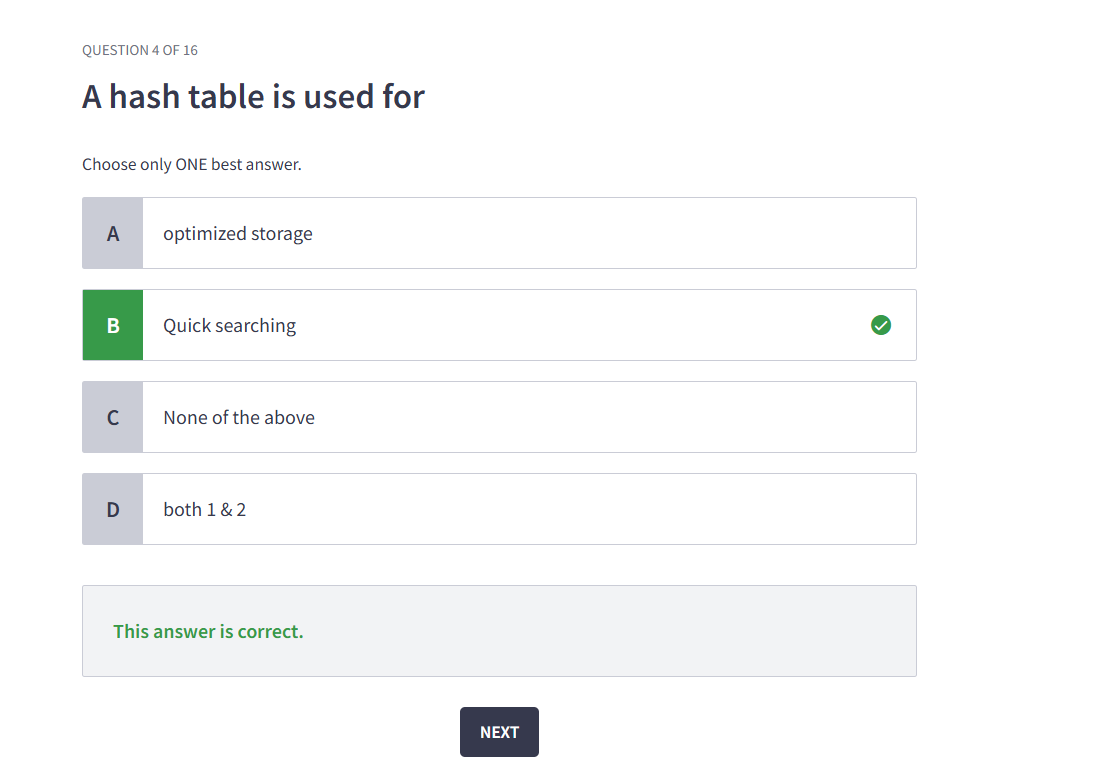 QUESTION 4 OF 16
A hash table is used for
Choose only ONE best answer.
A
optimized storage
B
Quick searching
C
None of the above
D
both 1 & 2
This answer is correct.
NEXT